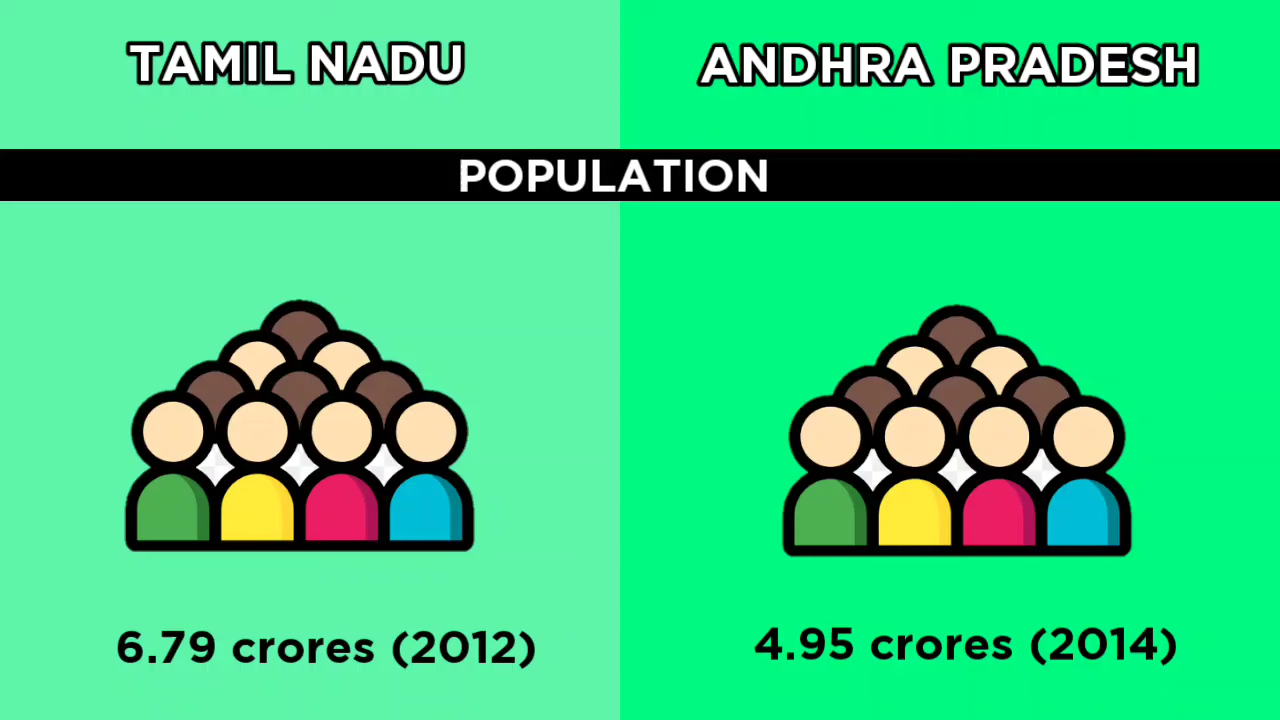 TAMIL NADU
ANDHRA PRADESH
POPULATION
6.79 crores (2012)
4.95 crores (2014)